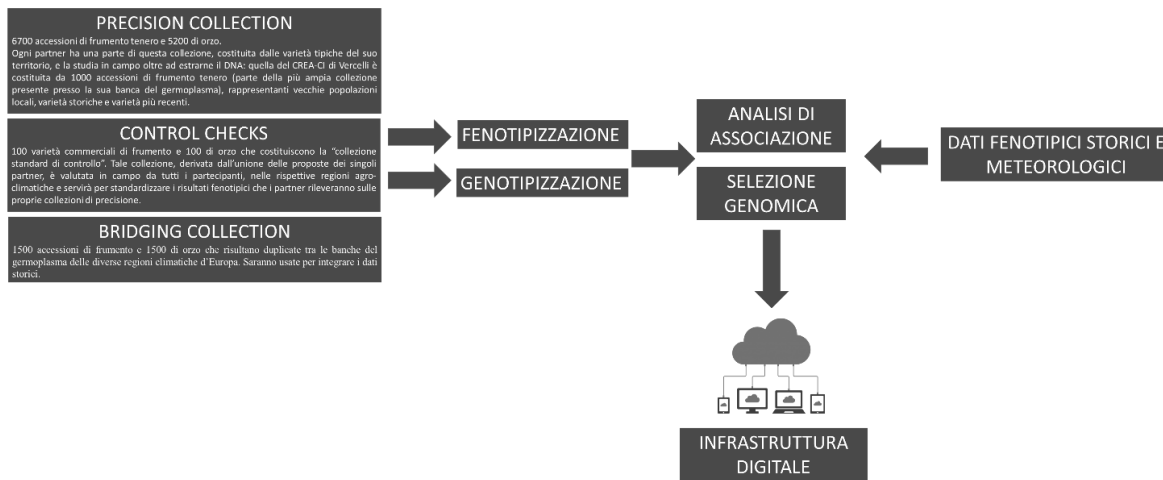 PRECISION COLLECTION
6700 accessioni di frumento tenero e 5200 di orzo.
Ogni partner ha una parte di questa collezione, costituita dalle varietà tipiche del suo
territorio, e la studia in campo oltre ad estrarne il DNA: quella del CREA-CI di Vercelli è
costituita da 1000 accessioni di frumento tenero (parte della più ampia collezione
presente presso la sua banca del germoplasma), rappresentanti vecchie popolazioni
locali, varietà storiche e varietà più recenti.
CONTROL CHECKS
100 varietà commerciali di frumento e 100 di orzo che costituiscono la “collezione
standard di controllo”. Tale collezione, derivata dall’unione delle proposte dei singoli
partner, è valutata in campo da tutti i partecipanti, nelle rispettive regioni agro-
climatiche e servirà per standardizzare i risultati fenotipici che i partner rileveranno sulle
proprie collezioni di precisione.
BRIDGING COLLECTION
1500 accessioni di frumento e 1500 di orzo che risultano duplicate tra le banche del
germoplasma delle diverse regioni climatiche d’Europa. Saranno usate per integrare i dati
storici.
FENOTIPIZZAZIONE
GENOTIPIZZAZIONE
ANALISI DI
ASSOCIAZIONE
SELEZIONE
GENOMICA
DATI FENOTIPICI STORICI E
METEOROLOGICI
INFRASTRUTTURA
DIGITALE